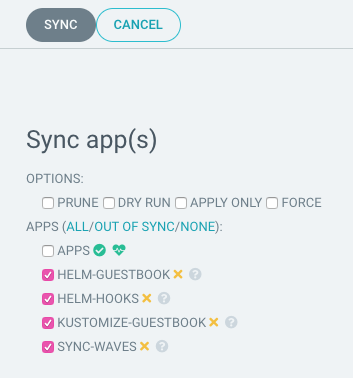 SYNC CANCEL
Sync app(s)
OPTIONS:
PRUNE DRY RUN APPLY ONLY FORCE
APPS (ALL/OUT OF SYNC/NONE):
APPS
HELM-GUESTBOOK ?
HELM-HOOKS ?
KUSTOMIZE-GUESTBOOK ?
SYNC-WAVES ?